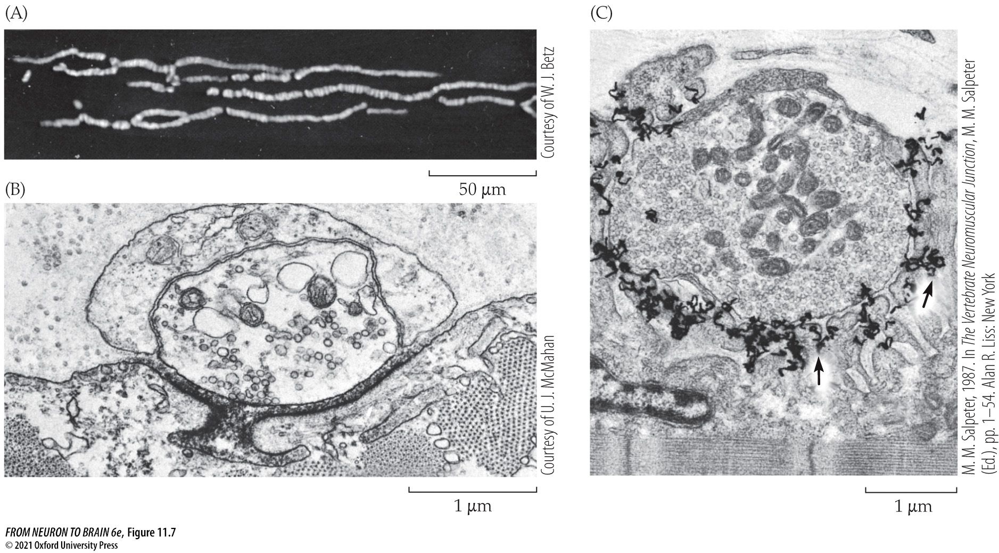 (A)
Courtesy of W. J. Betz
50 μm
(B)
Courtesy of U. J. McMahan
1 μm
(C)
M. M. Salpeter, 1987. In The Vertebrate Neuromuscular Junction, M. M. Salpeter
(Ed.), pp. 1–54. Alan R. Liss: New York
1 μm
FROM NEURON TO BRAIN 6e, Figure 11.7
© 2021 Oxford University Press